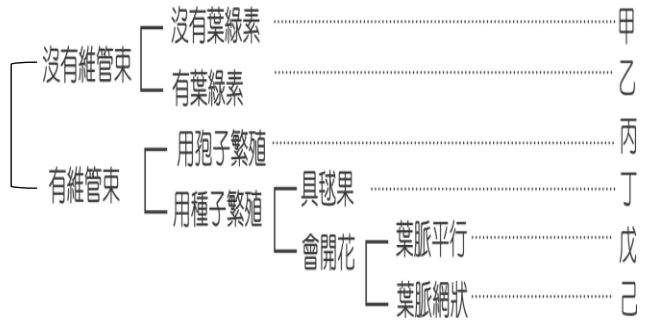 沒有維管束
沒有葉綠素 甲
有葉綠素 乙
有維管束
用孢子繁殖 丙
用種子繁殖
具毬果 丁
會開花
葉脈平行 戊
葉脈網狀 己